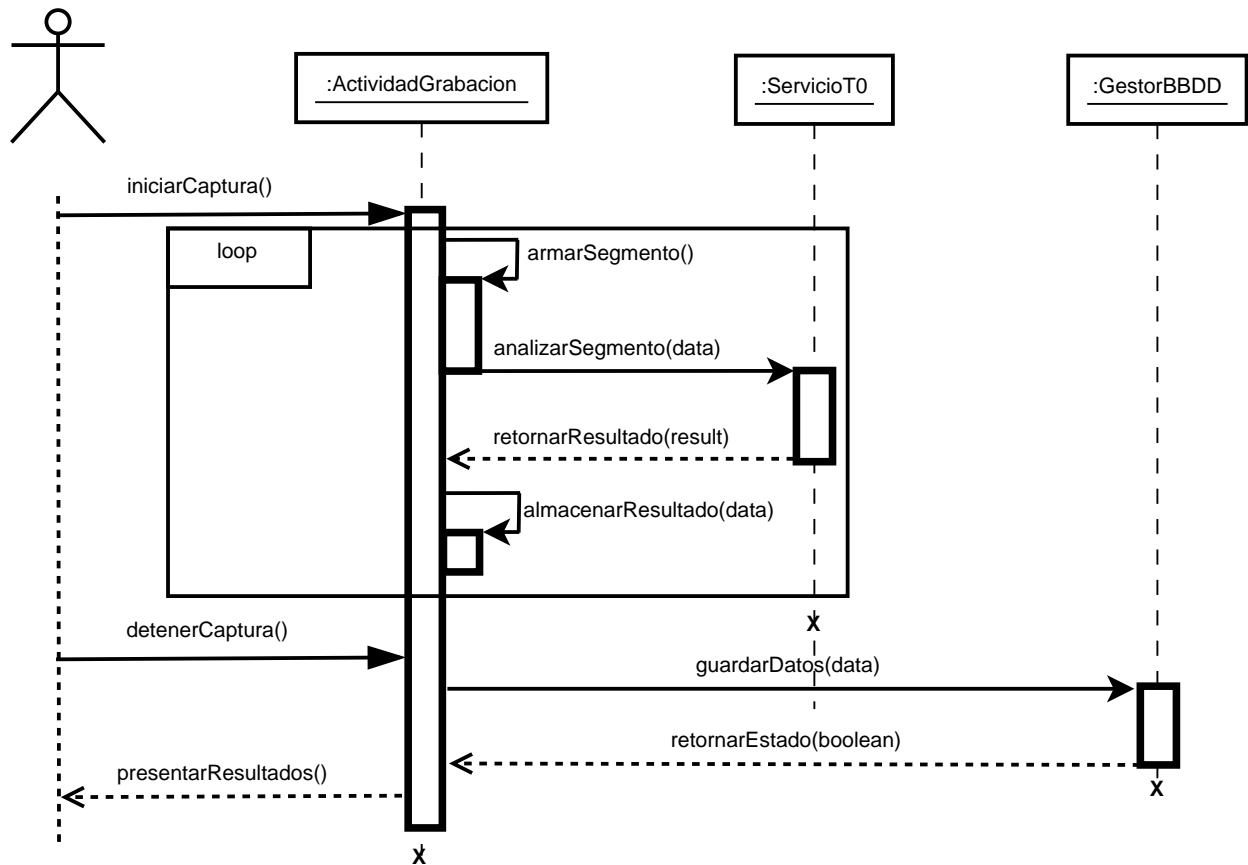 :ActividadGrabacion
:ServicioT0
:GestorBBDD
iniciarCaptura()
loop
armarSegmento()
analizarSegmento(data)
retornarResultado(result)
almacenarResultado(data)
X
detenerCaptura()
guardarDatos(data)
retornarEstado(boolean)
presentarResultados()
X
X